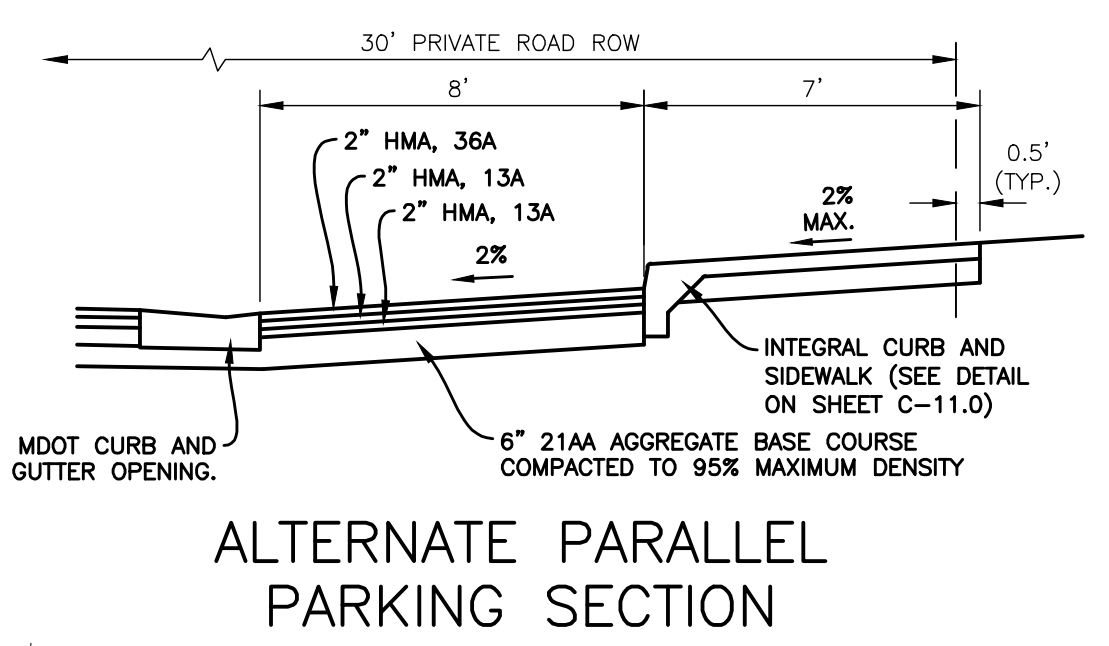 30' PRIVATE ROAD ROW
8'
7'
2" HMA, 36A
2" HMA, 13A
2" HMA, 13A
2%
2%
MAX.
0.5'
(TYP.)
INTEGRAL CURB AND
SIDEWALK (SEE DETAIL
ON SHEET C-11.0)
MDOT CURB AND
GUTTER OPENING.
6" 21AA AGGREGATE BASE COURSE
COMPACTED TO 95% MAXIMUM DENSITY
ALTERNATE PARALLEL
PARKING SECTION